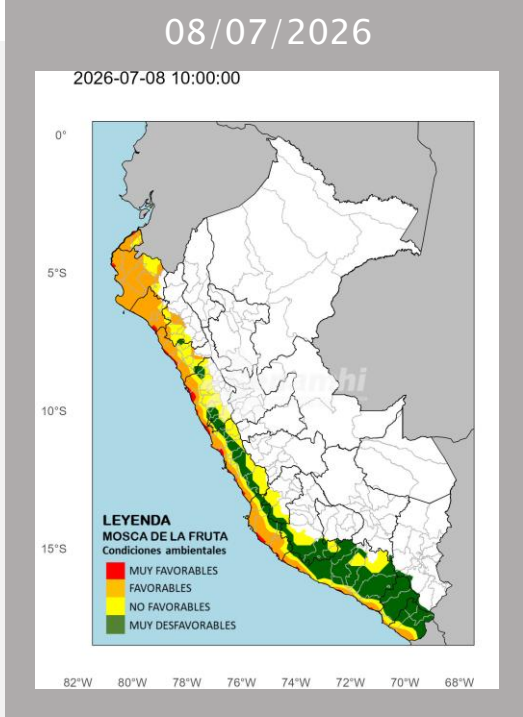 08/07/2026
2026-07-08 10:00:00
0°
5°S
10°S
15°S
senamhi
LEYENDA
MOSCA DE LA FRUTA
Condiciones ambientales
MUY FAVORABLES
FAVORABLES
NO FAVORABLES
MUY DESFAVORABLES
82°W 80°W 78°W 76°W 74°W 72°W 70°W 68°W